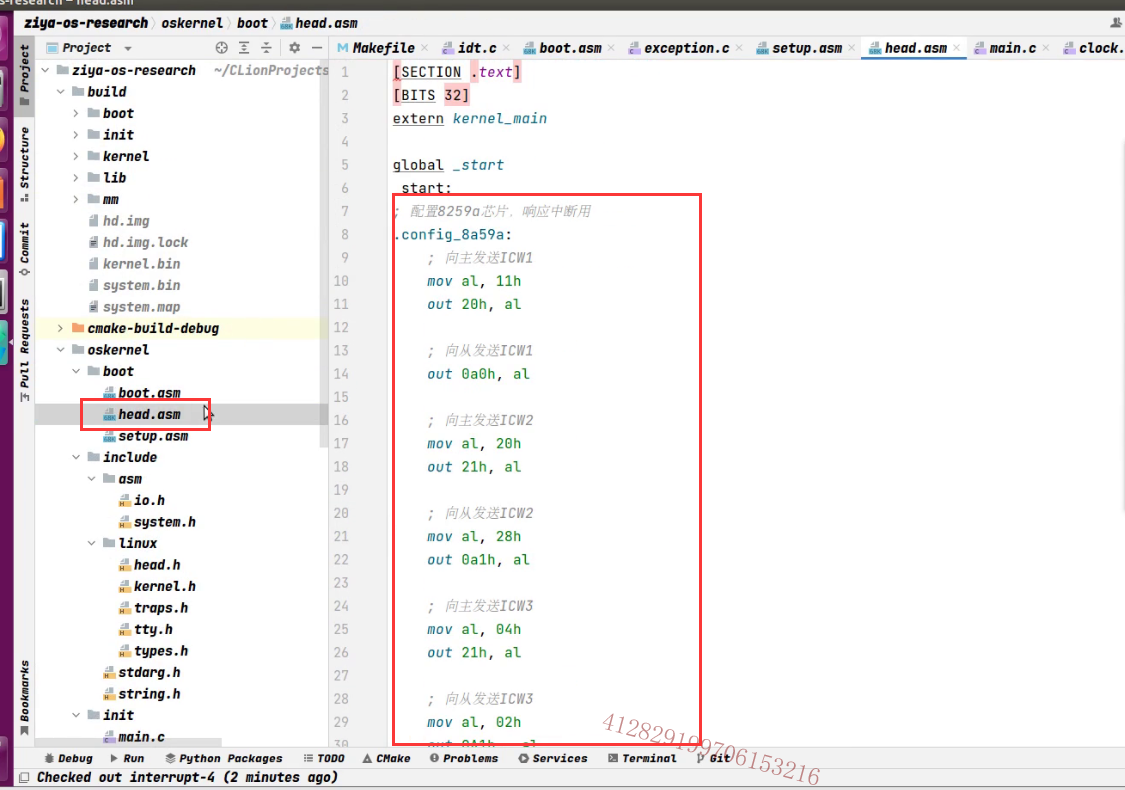 s-research – head.asm
ziya-os-research
oskernel
boot
head.asm
Project
Makefile
idt.c
boot.asm
exception.c
setup.asm
head.asm
main.c
clock.
Project
Structure
Commit
Pull Requests
Bookmarks
ziya-os-research ~/CLionProjects
build
boot
init
kernel
lib
mm
hd.img
hd.img.lock
kernel.bin
system.bin
system.map
cmake-build-debug
oskernel
boot
boot.asm
head.asm
setup.asm
include
asm
io.h
system.h
linux
head.h
kernel.h
traps.h
tty.h
types.h
stdarg.h
string.h
init
main.c
1 [SECTION .text]
2 [BITS 32]
3 extern kernel_main
4
5 global _start
6 _start:
7 ; 配置8259a芯片，响应中断用
8 .config_8a59a:
9 ; 向主发送ICW1
10 mov al, 11h
11 out 20h, al
12
13 ; 向从发送ICW1
14 out 0a0h, al
15
16 ; 向主发送ICW2
17 mov al, 20h
18 out 21h, al
19
20 ; 向从发送ICW2
21 mov al, 28h
22 out 0a1h, al
23
24 ; 向主发送ICW3
25 mov al, 04h
26 out 21h, al
27
28 ; 向从发送ICW3
29 mov al, 02h
30 out 0A1h, al
412829199706153216
Debug
Run
Python Packages
TODO
CMake
Problems
Services
Terminal
Git
Checked out interrupt-4 (2 minutes ago)